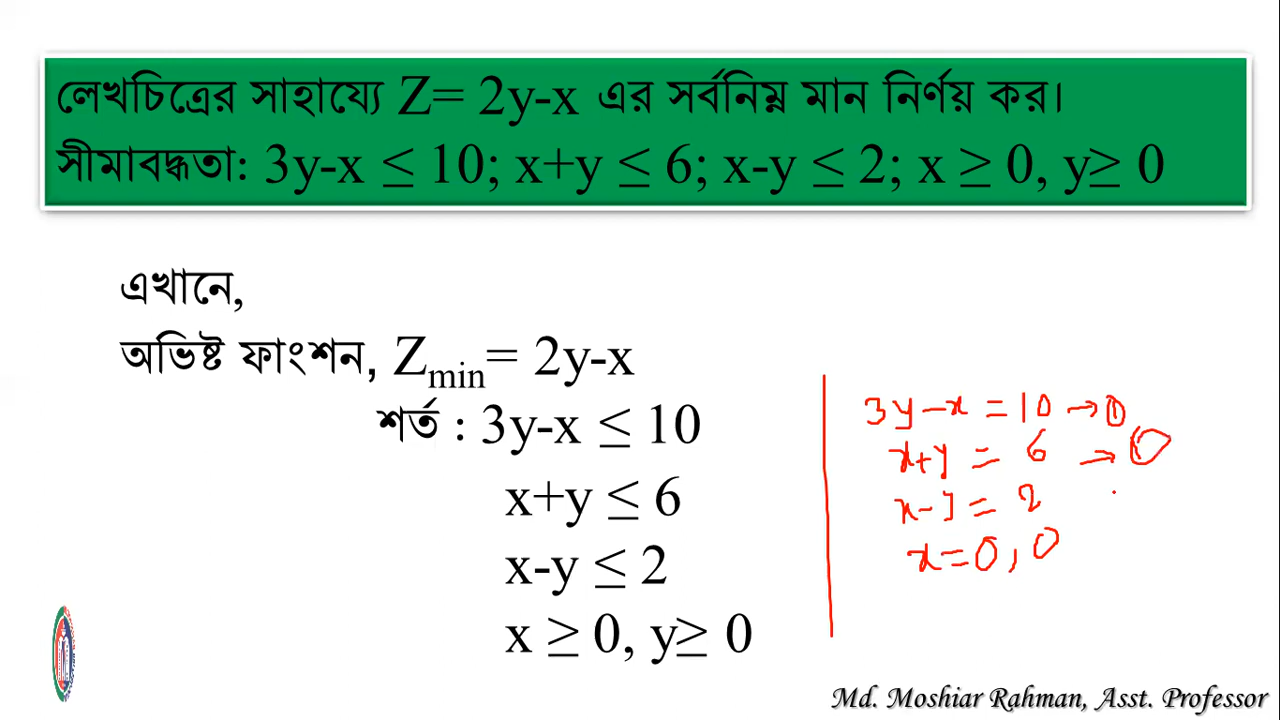 লেখচিত্রের সাহায্যে Z= 2y-x এর সর্বনিম্ন মান নির্ণয় কর।
সীমাবদ্ধতা: 3y-x ≤ 10; x+y ≤ 6; x-y ≤ 2; x ≥ 0, y≥ 0
এখানে,
অভিষ্ট ফাংশন, Zmin= 2y-x
শর্ত : 3y-x ≤ 10
x+y ≤ 6
x-y ≤ 2
x ≥ 0, y≥ 0
3y-x = 10 →
x+y = 6 →
x-y = 2
x=0, 0
Md. Moshiar Rahman, Asst. Professor